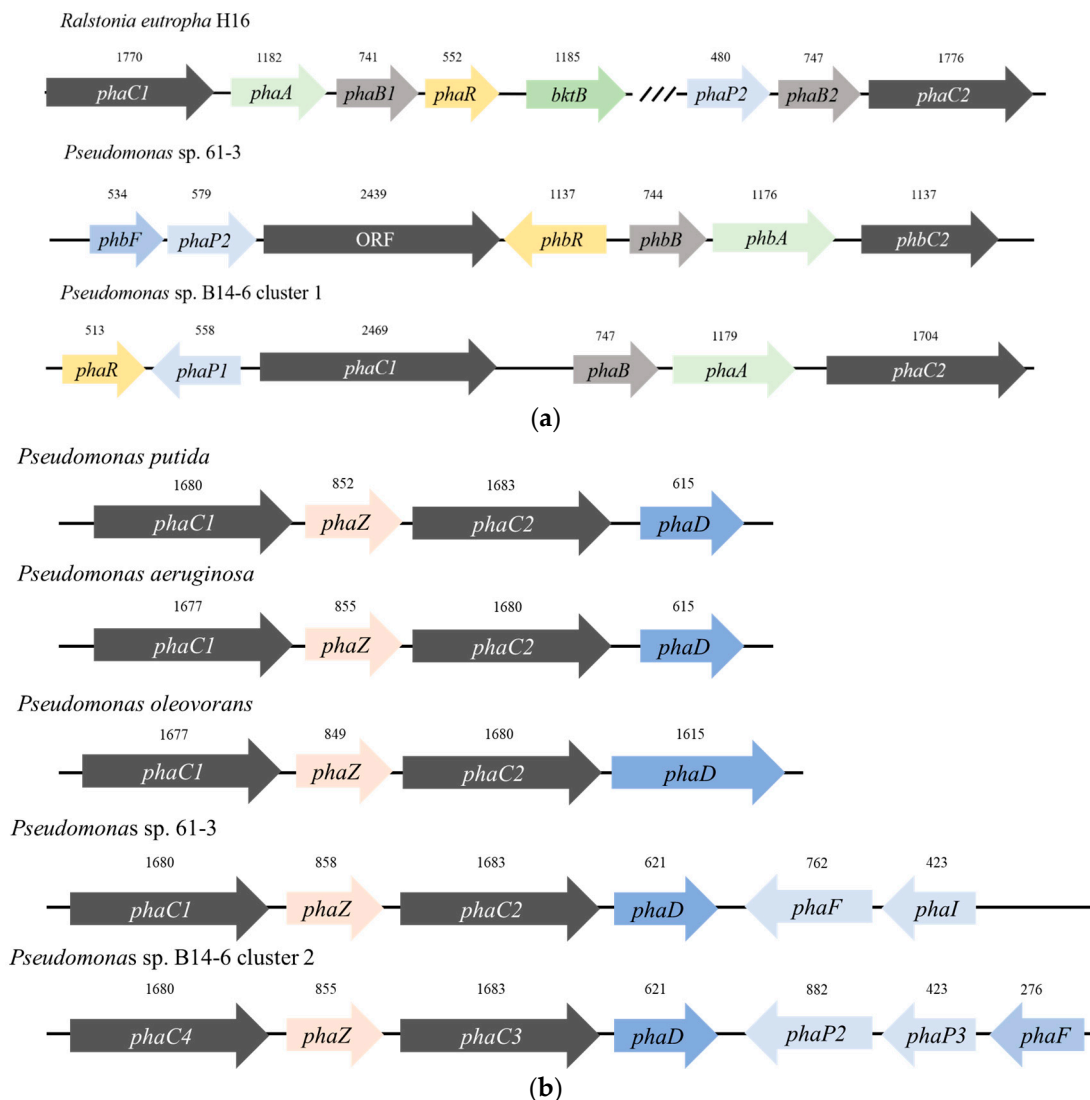 Ralstonia eutropha H16
1770 1182 741 552 1185 480 747 1776
phaC1 phaA phaB1 phaR bktB phaP2 phaB2 phaC2
Pseudomonas sp. 61-3
534 579 2439 1137 744 1176 1137
phbF phaP2 ORF phbR phbB phbA phbC2
Pseudomonas sp. B14-6 cluster 1
513 558 2469 747 1179 1704
phaR phaP1 phaC1 phaB phaA phaC2
(a)
Pseudomonas putida
1680 852 1683 615
phaC1 phaZ phaC2 phaD
Pseudomonas aeruginosa
1677 855 1680 615
phaC1 phaZ phaC2 phaD
Pseudomonas oleovorans
1677 849 1680 1615
phaC1 phaZ phaC2 phaD
Pseudomonas sp. 61-3
1680 858 1683 621 762 423
phaC1 phaZ phaC2 phaD phaF phaI
Pseudomonas sp. B14-6 cluster 2
1680 855 1683 621 882 423 276
phaC4 phaZ phaC3 phaD phaP2 phaP3 phaF
(b)